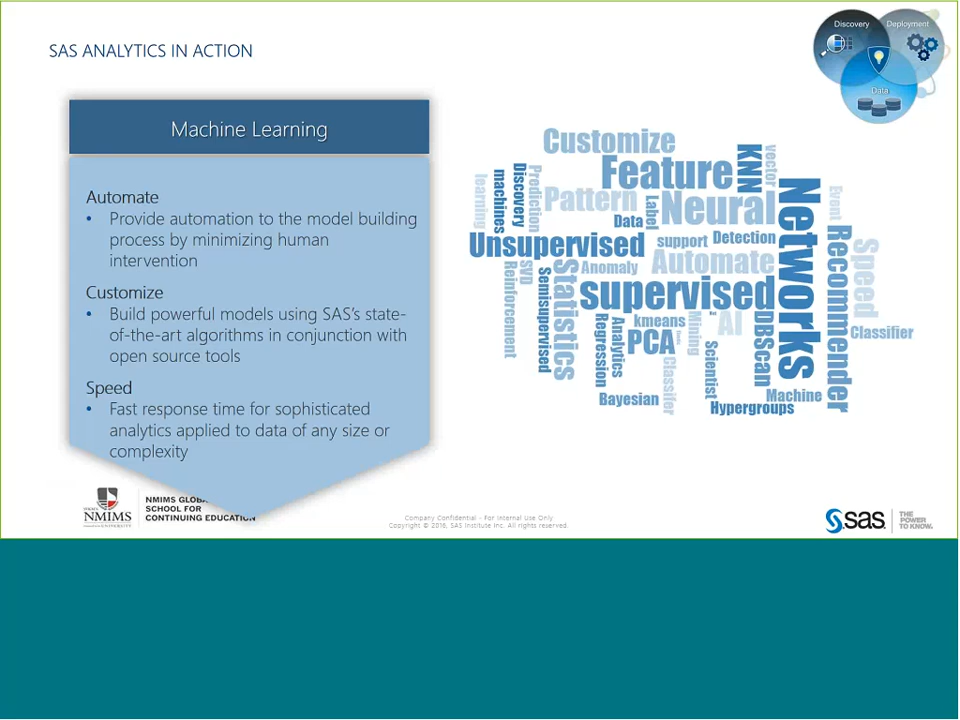 SAS ANALYTICS IN ACTION
Discovery
Deployment
Data
Machine Learning
Automate
• Provide automation to the model building
process by minimizing human
intervention
Customize
• Build powerful models using SAS's state-
of-the-art algorithms in conjunction with
open source tools
Speed
• Fast response time for sophisticated
analytics applied to data of any size or
complexity
Customize
Feature
KNN
vector
learning
machines
Discovery
Prediction
Pattern
Label
Neural
Networks
Event
Data
Unsupervised
support
Detection
Recommender
Speed
Reinforcement
SVD
Semisupervised
Statistics
Anomaly
Automate
supervised
Regression
Analytics
kmeans
PCA
Mining
AI
DBScan
Classifier
Scientist
Classifer
Bayesian
Machine
Hypergroups
NMIMS
NMIMS GLOBA
SCHOOL FOR
CONTINUING EDUCATION
Company Confidential - For Internal Use Only
Copyright © 2016, SAS Institute Inc. All rights reserved.
sas
THE
POWER
TO KNOW.